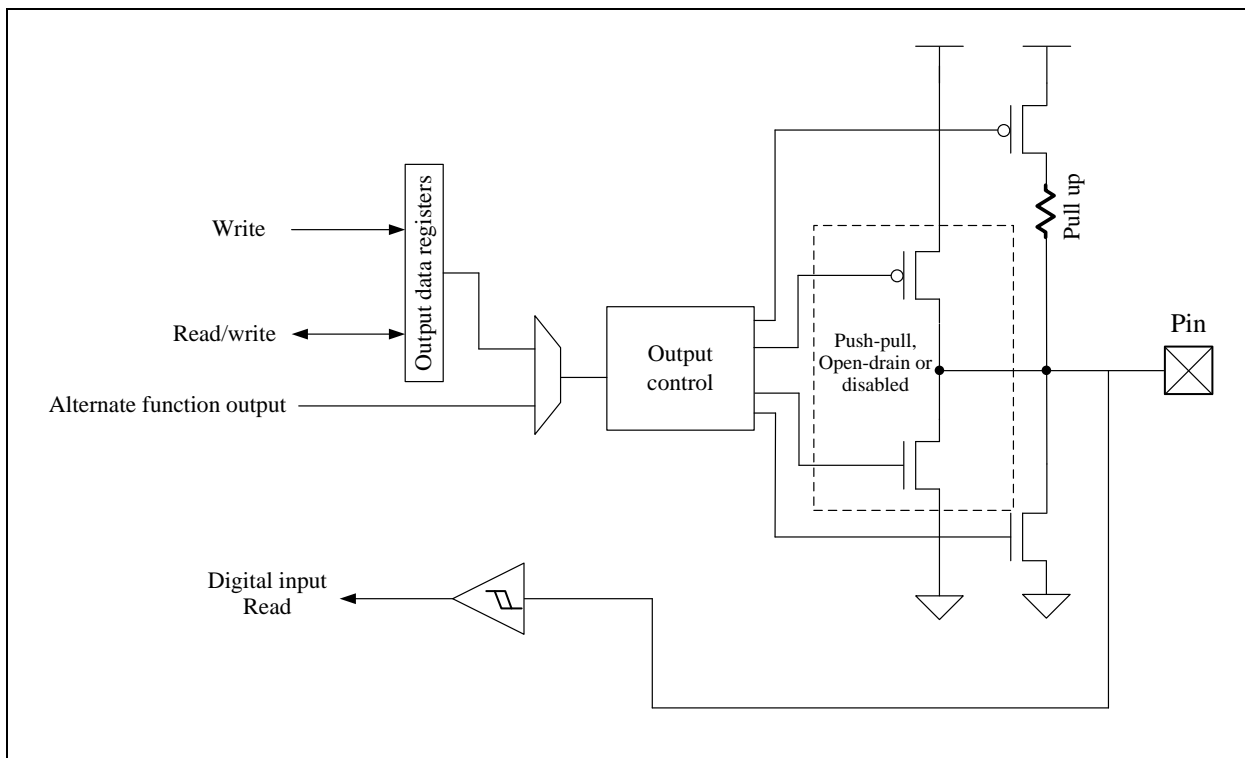 Write
Read/write
Alternate function output
Output data registers
Output
control
Push-pull,
Open-drain or
disabled
Pull up
Pin
Digital input
Read